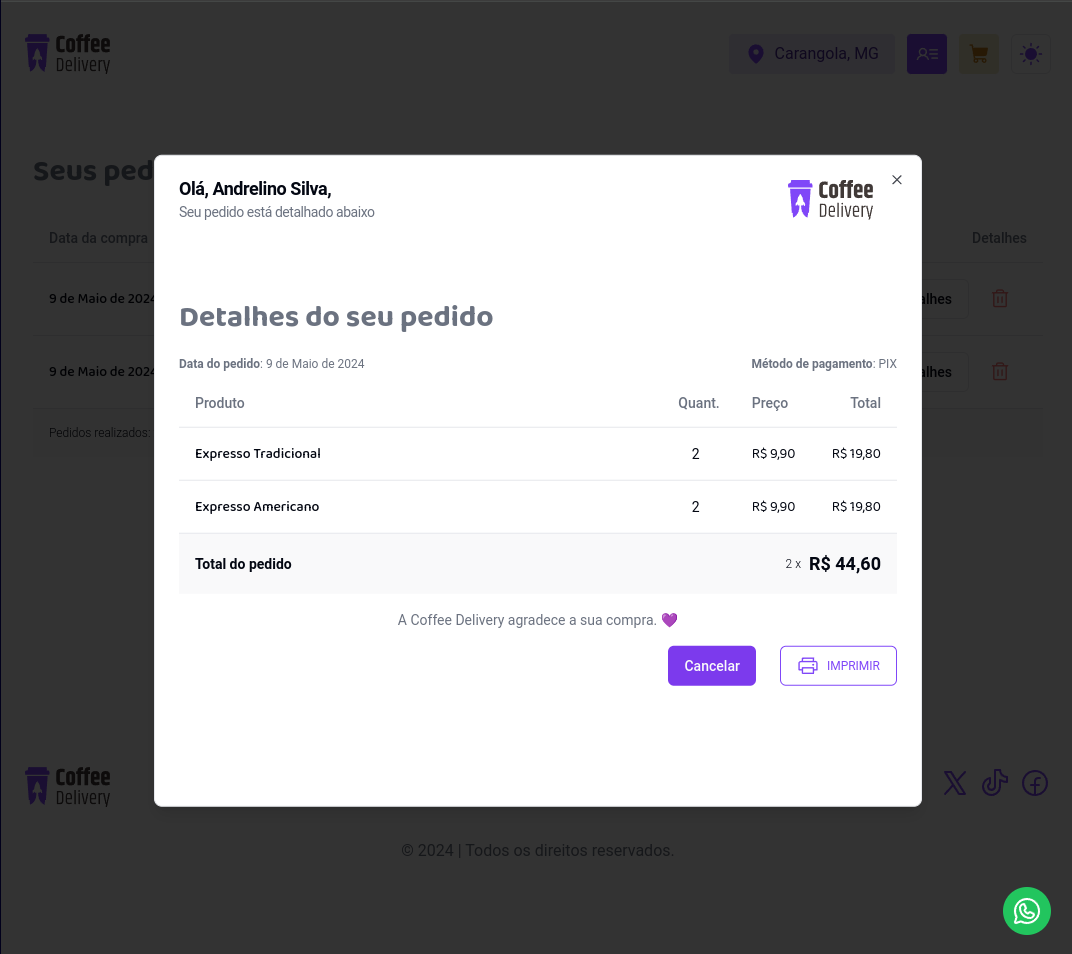 Coffee
Delivery
Carangola, MG
Seus ped
Olá, Andrelino Silva,
Seu pedido está detalhado abaixo
Coffee
Delivery
Data da compra
Detalhes
9 de Maio de 2024
alhes
9 de Maio de 2024
alhes
Pedidos realizados:
Detalhes do seu pedido
Data do pedido: 9 de Maio de 2024
Método de pagamento: PIX
Produto Quant. Preço Total
Expresso Tradicional 2 R$ 9,90 R$ 19,80
Expresso Americano 2 R$ 9,90 R$ 19,80
Total do pedido 2 x R$ 44,60
A Coffee Delivery agradece a sua compra. 💜
Cancelar
IMPRIMIR
Coffee
Delivery
© 2024 | Todos os direitos reservados.